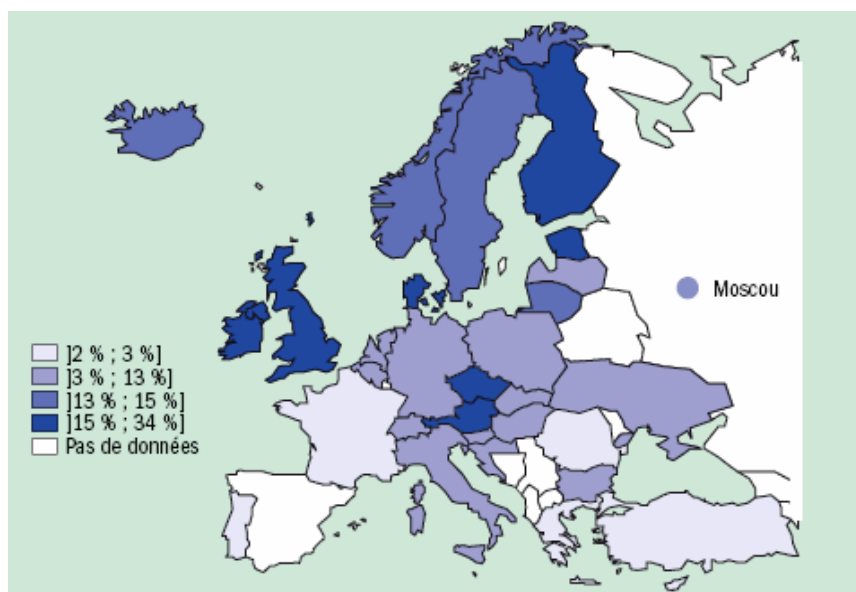 Moscou
]2 % ; 3 %]
]3 % ; 13 %]
]13 % ; 15 %]
]15 % ; 34 %]
Pas de données